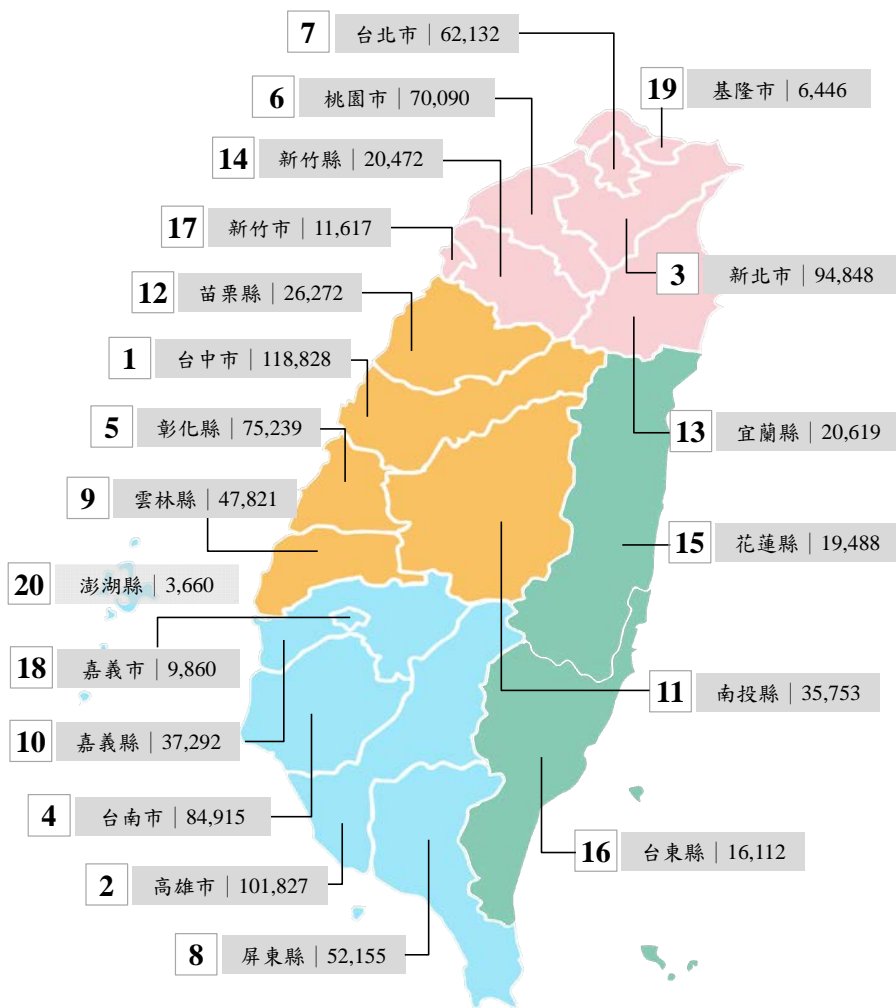 7 台北市 | 62,132
6 桃園市 | 70,090
19 基隆市 | 6,446
14 新竹縣 | 20,472
17 新竹市 | 11,617
3 新北市 | 94,848
12 苗栗縣 | 26,272
1 台中市 | 118,828
5 彰化縣 | 75,239
13 宜蘭縣 | 20,619
9 雲林縣 | 47,821
15 花蓮縣 | 19,488
20 澎湖縣 | 3,660
18 嘉義市 | 9,860
11 南投縣 | 35,753
10 嘉義縣 | 37,292
4 台南市 | 84,915
16 台東縣 | 16,112
2 高雄市 | 101,827
8 屏東縣 | 52,155